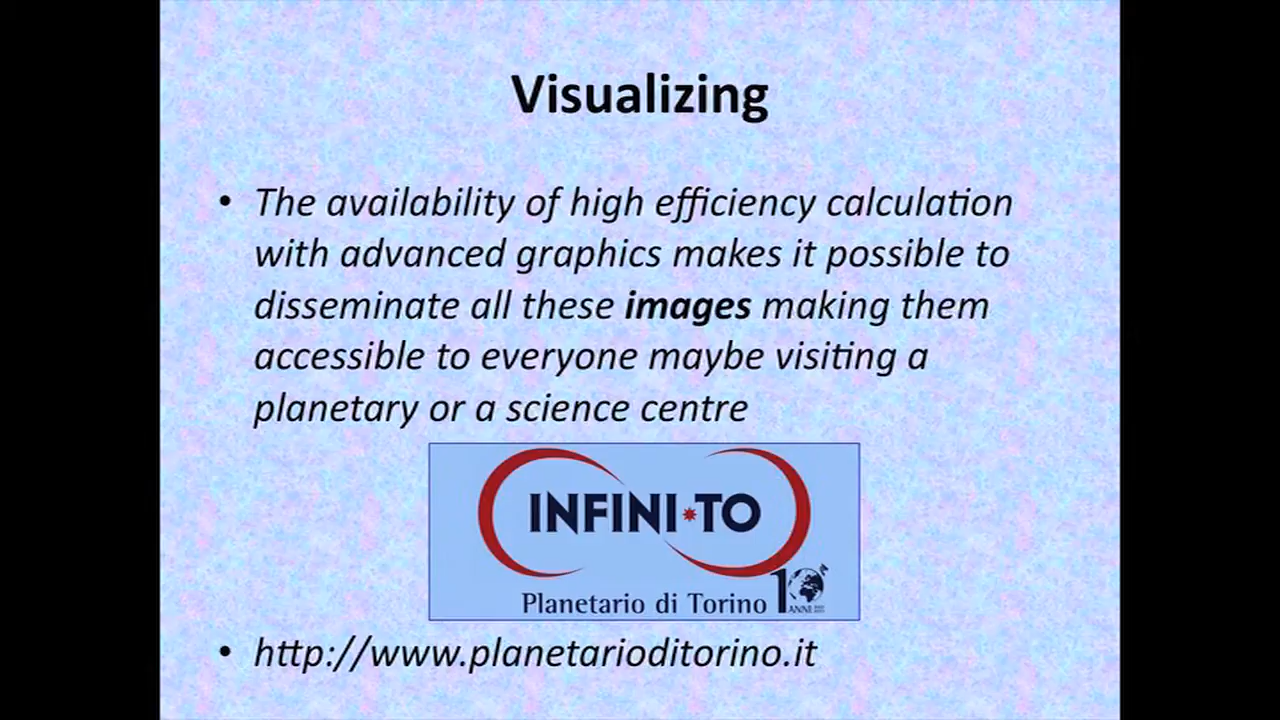 Visualizing
• The availability of high efficiency calculation
with advanced graphics makes it possible to
disseminate all these images making them
accessible to everyone maybe visiting a
planetary or a science centre
INFINI TO
Planetario di Torino 10
ANNI
• http://www.planetarioditorino.it